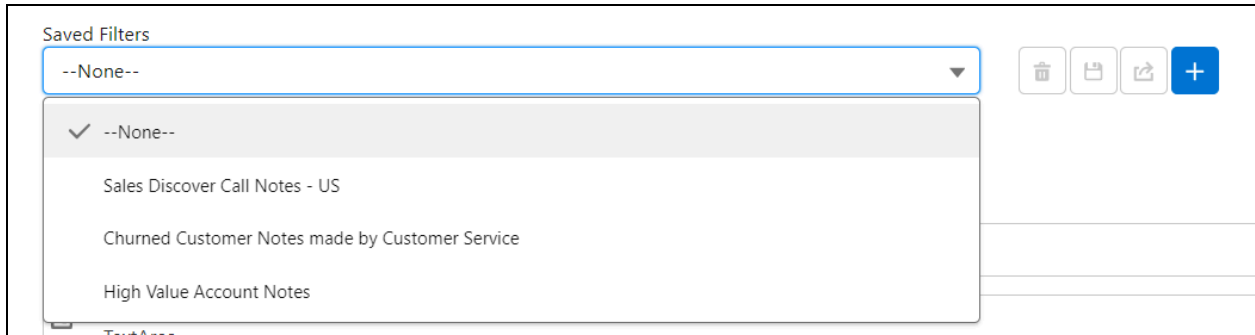 Saved Filters
--None--
--None--
Sales Discover Call Notes - US
Churned Customer Notes made by Customer Service
High Value Account Notes
TextArea